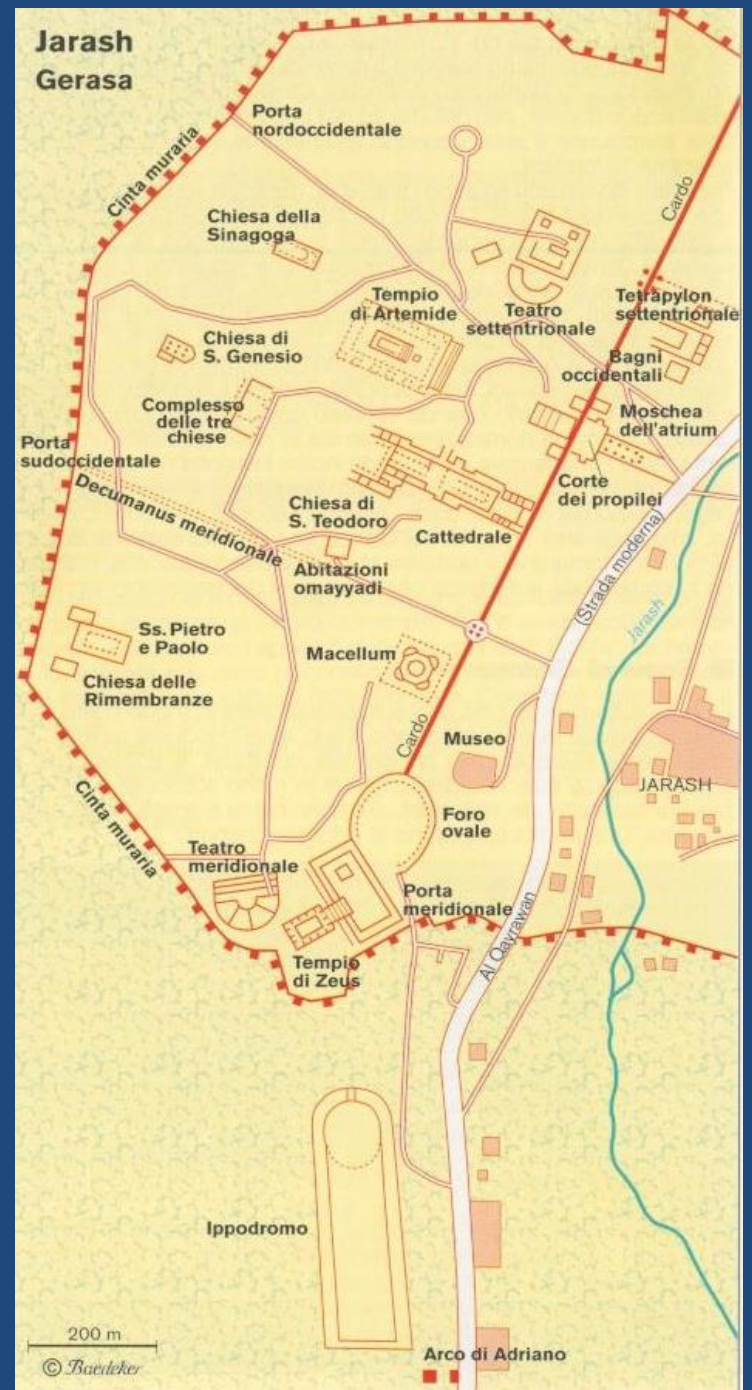 Jarash
Gerasa
Porta
nordoccidentale
Cinta muraria
Cardo
Chiesa della
Sinagoga
Tempio
di Artemide
Teatro
settentrionale
Tetrapylon
settentrionale
Chiesa di
S. Genesio
Bagni
occidentali
Complesso
delle tre
chiese
Moschea
dell'atrium
Porta
sudoccidentale
Decumanus meridionale
Corte
dei propilei
Chiesa di
S. Teodoro
Cattedrale
(Strada moderna)
Abitazioni
omayyadi
Jarash
Ss. Pietro
e Paolo
Macellum
Chiesa delle
Rimembranze
Cardo
Museo
JARASH
Cinta muraria
Foro
ovale
Teatro
meridionale
Porta
meridionale
Al Qayrawan
Tempio
di Zeus
Ippodromo
200 m
© Baedeker
Arco di Adriano